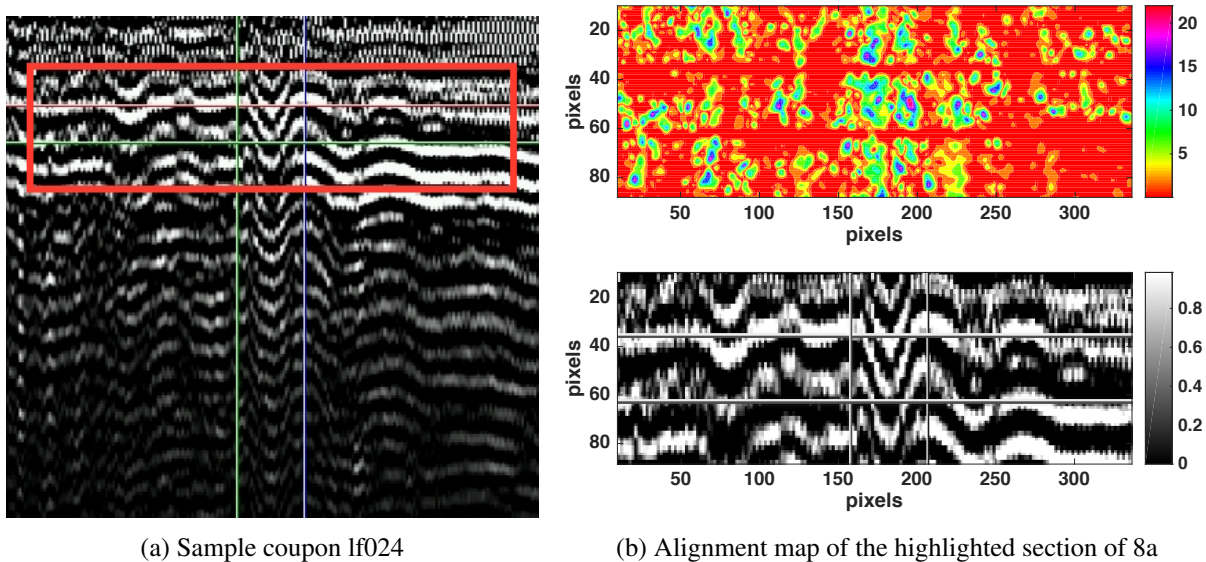 20
40
60
80
pixels
50 100 150 200 250 300
pixels
20
15
10
5
20
40
60
80
pixels
50 100 150 200 250 300
pixels
0.8
0.6
0.4
0.2
0
(a) Sample coupon lf024
(b) Alignment map of the highlighted section of 8a